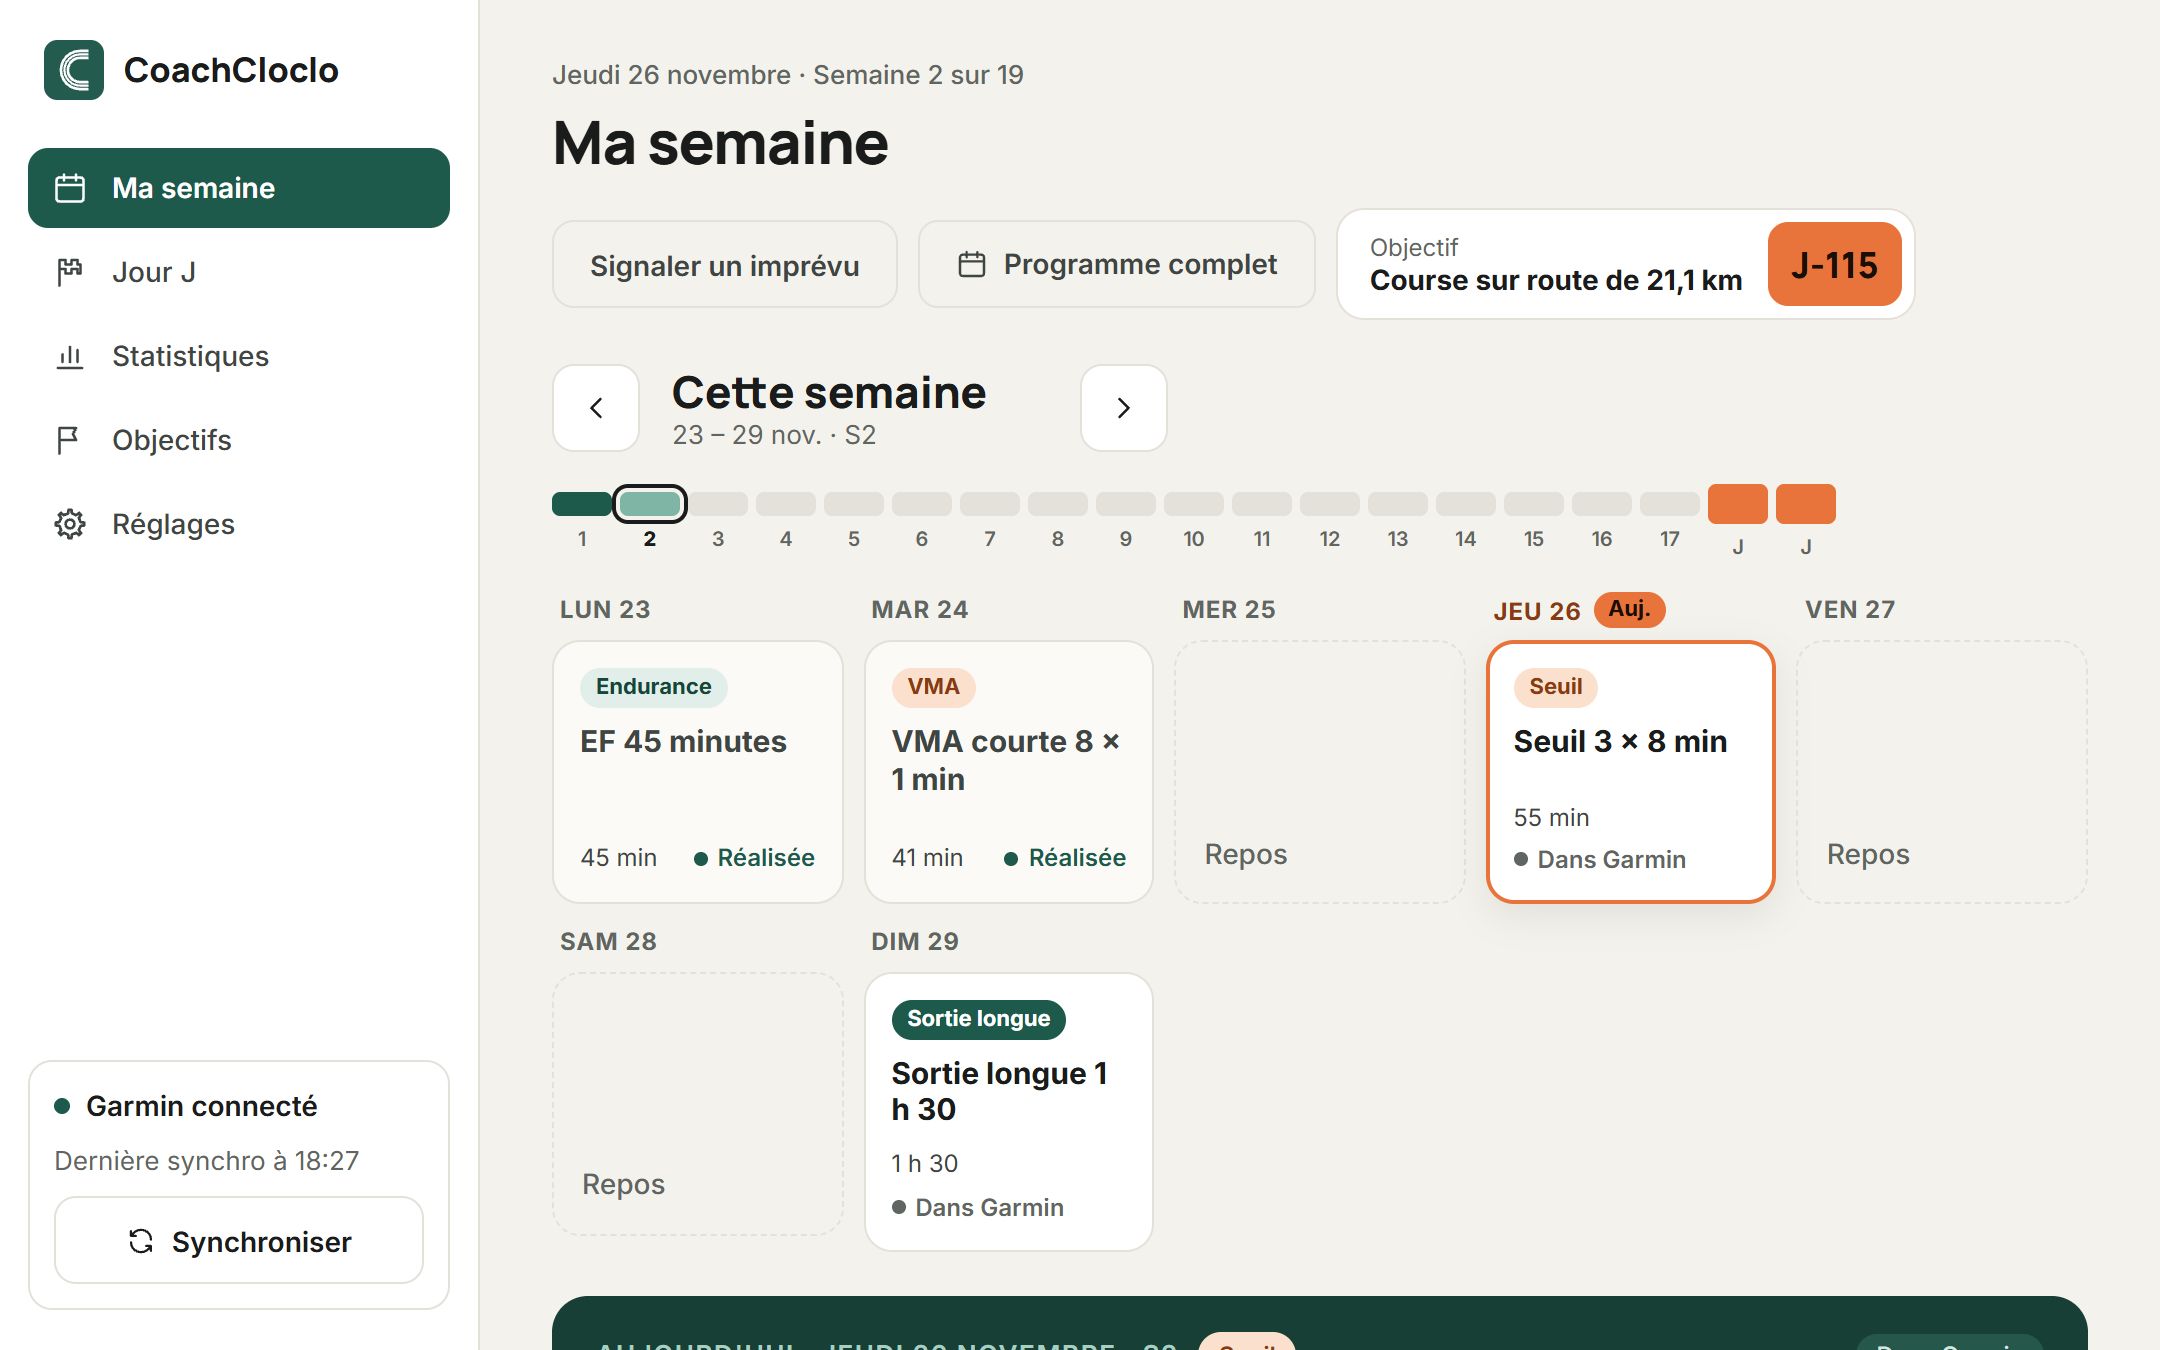 CoachCloclo
Ma semaine
Jour J
Statistiques
Objectifs
Réglages
Garmin connecté
Dernière synchro à 18:27
Synchroniser
Jeudi 26 novembre · Semaine 2 sur 19
Ma semaine
Signaler un imprévu
Programme complet
Objectif
Course sur route de 21,1 km
J-115
Cette semaine
23 – 29 nov. · S2
1 2 3 4 5 6 7 8 9 10 11 12 13 14 15 16 17 J J
LUN 23
Endurance
EF 45 minutes
45 min
Réalisée
MAR 24
VMA
VMA courte 8 ×
1 min
41 min
Réalisée
MER 25
Repos
JEU 26
Auj.
Seuil
Seuil 3 × 8 min
55 min
Dans Garmin
VEN 27
Repos
SAM 28
Repos
DIM 29
Sortie longue
Sortie longue 1
h 30
1 h 30
Dans Garmin